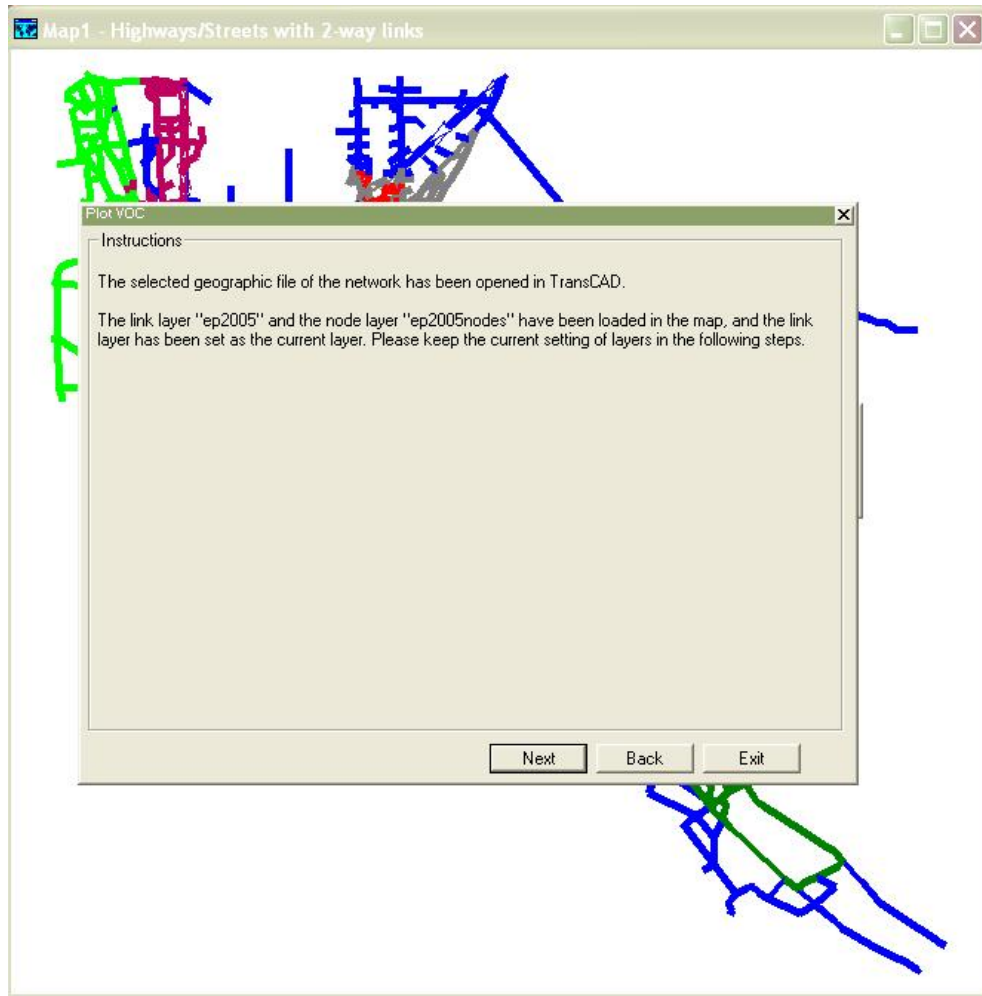 Map1 - Highways/Streets with 2-way links
Plot VOC
Instructions
The selected geographic file of the network has been opened in TransCAD.
The link layer "ep2005" and the node layer "ep2005nodes" have been loaded in the map, and the link
layer has been set as the current layer. Please keep the current setting of layers in the following steps.
Next Back Exit